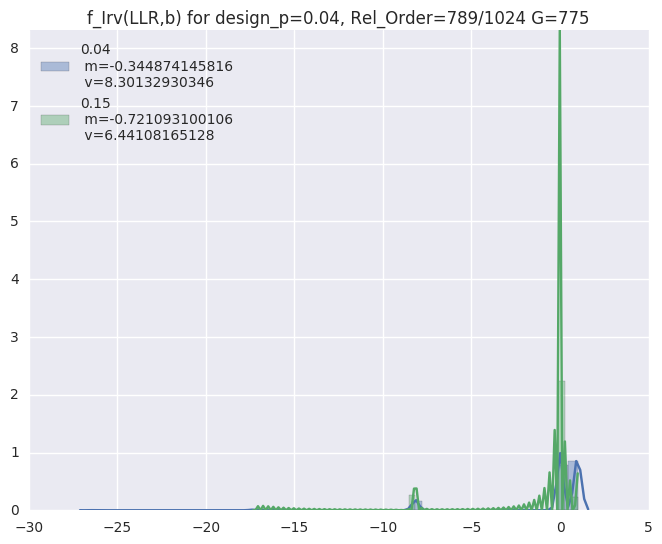 f_Irv(LLR,b) for design_p=0.04, Rel_Order=789/1024 G=775
0.04
m=-0.344874145816
v=8.30132930346
0.15
m=-0.721093100106
v=6.44108165128
8
7
6
5
4
3
2
1
0
−30 −25 −20 −15 −10 −5 0 5